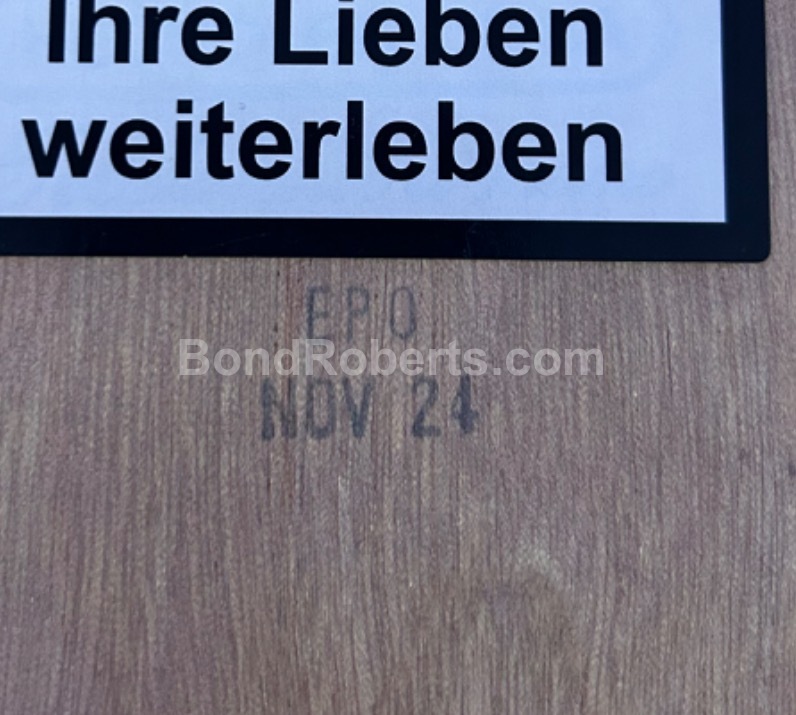 Ihre Lieben
weiterleben
EPO
BondRoberts.com
NOV 24